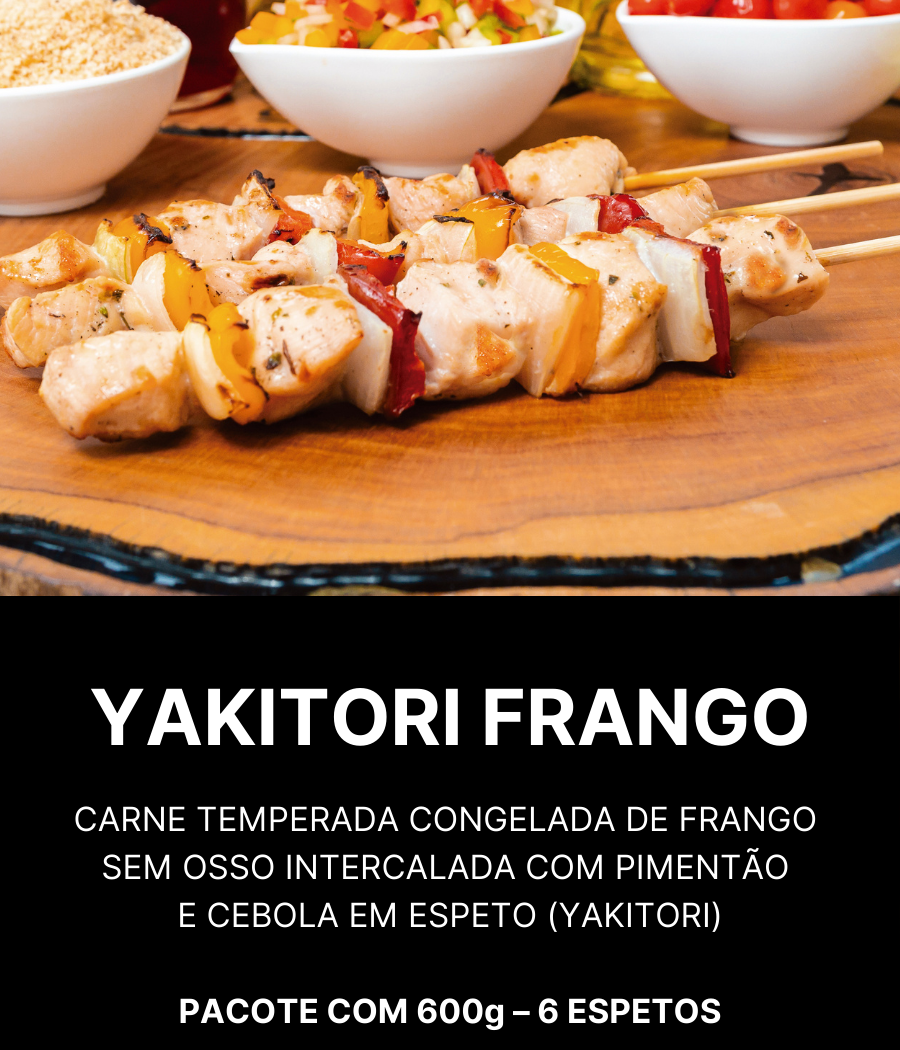 YAKITORI FRANGO
CARNE TEMPERADA CONGELADA DE FRANGO
SEM OSSO INTERCALADA COM PIMENTÃO
E CEBOLA EM ESPETO (YAKITORI)
PACOTE COM 600g – 6 ESPETOS